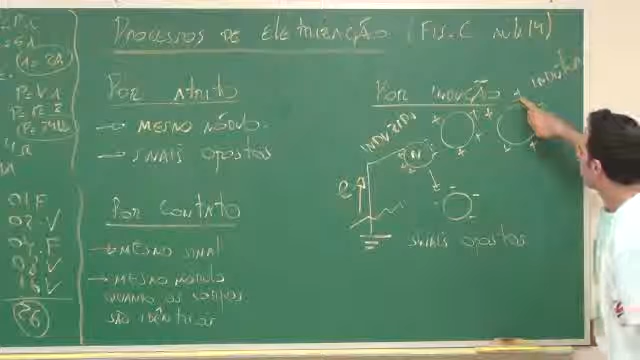 PROCESSOS DE ELETRIZAÇÃO (FIS.C AULA 14)
POR ATRITO
→ MESMO MÓDULO.
→ SINAIS OPOSTOS
POR CONTATO
→ MESMO SINAL
→ MESMO MÓDULO
QUANDO OS CORPOS
SÃO IDÊNTICOS
POR INDUÇÃO
INDUTOR
INDUZIDO
N
e
SINAIS OPOSTOS
01 F
02 V
04 F
08 V
16 V
26